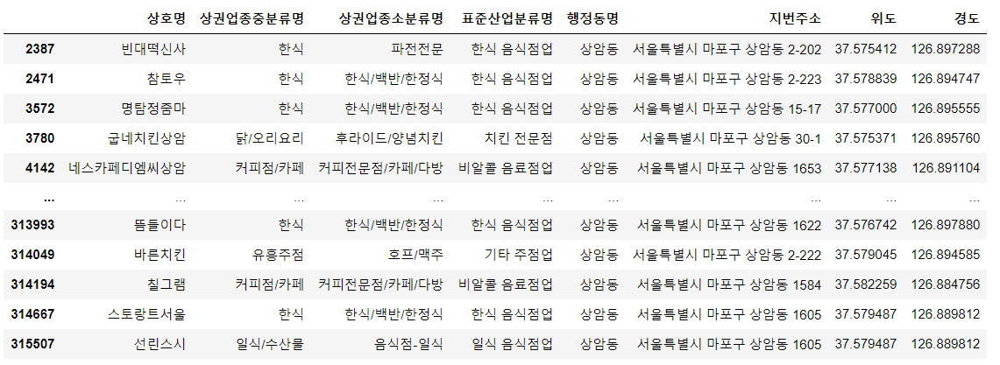 상호명 상권업종중분류명 상권업종소분류명 표준산업분류명 행정동명 지번주소 위도 경도
2387 빈대떡신사 한식 파전전문 한식 음식점업 상암동 서울특별시 마포구 상암동 2-202 37.575412 126.897288
2471 참토우 한식 한식/백반/한정식 한식 음식점업 상암동 서울특별시 마포구 상암동 2-223 37.578839 126.894747
3572 명탐정줌마 한식 한식/백반/한정식 한식 음식점업 상암동 서울특별시 마포구 상암동 15-17 37.577000 126.895555
3780 굽네치킨상암 닭/오리요리 후라이드/양념치킨 치킨 전문점 상암동 서울특별시 마포구 상암동 30-1 37.575371 126.895760
4142 네스카페디엠씨상암 커피점/카페 커피전문점/카페/다방 비알콜 음료점업 상암동 서울특별시 마포구 상암동 1653 37.577138 126.891104
... ... ... ... ... ... ... ... ...
313993 뜸들이다 한식 한식/백반/한정식 한식 음식점업 상암동 서울특별시 마포구 상암동 1622 37.576742 126.897880
314049 바른치킨 유흥주점 호프/맥주 기타 주점업 상암동 서울특별시 마포구 상암동 2-222 37.579045 126.894585
314194 칠그램 커피점/카페 커피전문점/카페/다방 비알콜 음료점업 상암동 서울특별시 마포구 상암동 1584 37.582259 126.884756
314667 스토랑트서울 한식 한식/백반/한정식 한식 음식점업 상암동 서울특별시 마포구 상암동 1605 37.579487 126.889812
315507 선린스시 일식/수산물 음식점-일식 일식 음식점업 상암동 서울특별시 마포구 상암동 1605 37.579487 126.889812